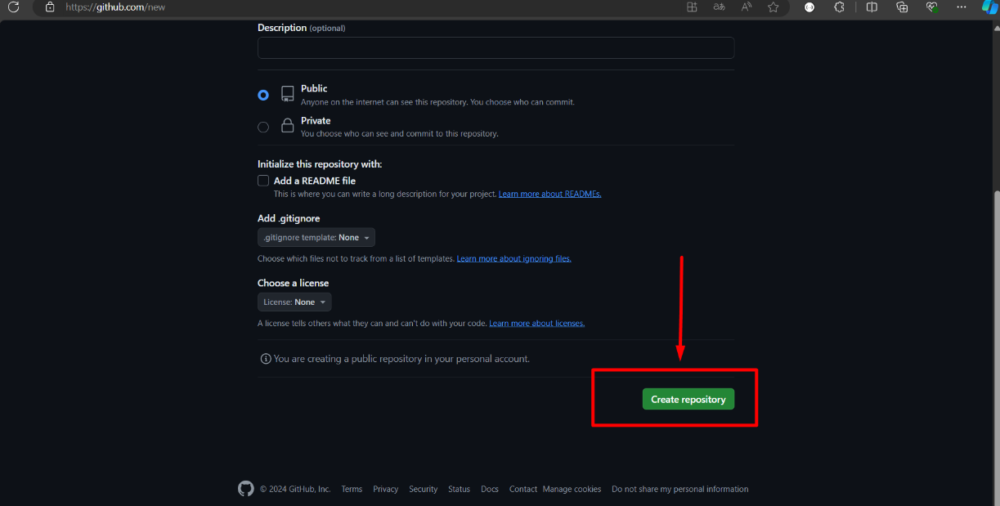 https://github.com/new
Description (optional)
Public
Anyone on the internet can see this repository. You choose who can commit.
Private
You choose who can see and commit to this repository.
Initialize this repository with:
Add a README file
This is where you can write a long description for your project. Learn more about READMEs.
Add .gitignore
.gitignore template: None
Choose which files not to track from a list of templates. Learn more about ignoring files.
Choose a license
License: None
A license tells others what they can and can't do with your code. Learn more about licenses.
You are creating a public repository in your personal account.
Create repository
© 2024 GitHub, Inc. Terms Privacy Security Status Docs Contact Manage cookies Do not share my personal information